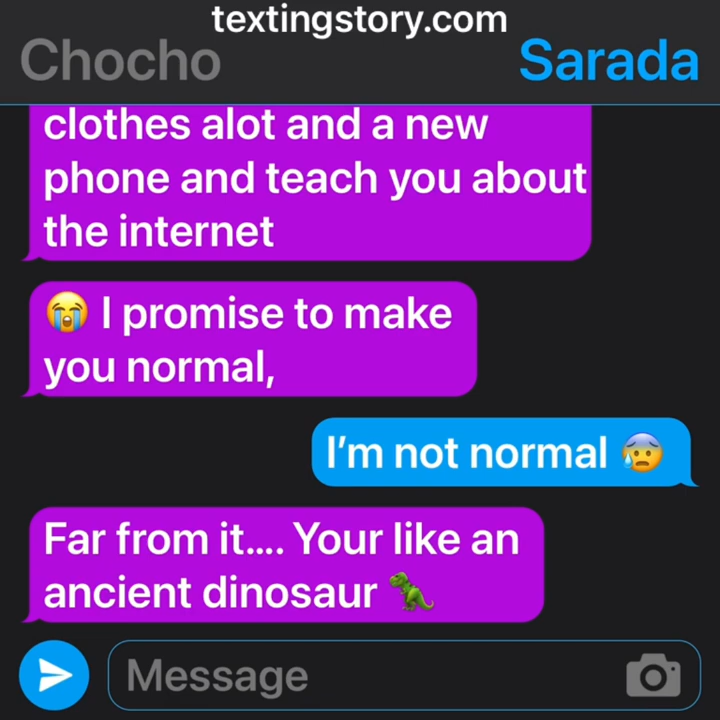 textingstory.com
Chocho Sarada
clothes alot and a new
phone and teach you about
the internet
😭 I promise to make
you normal,
I'm not normal 😰
Far from it.... Your like an
ancient dinosaur 🦖
Message